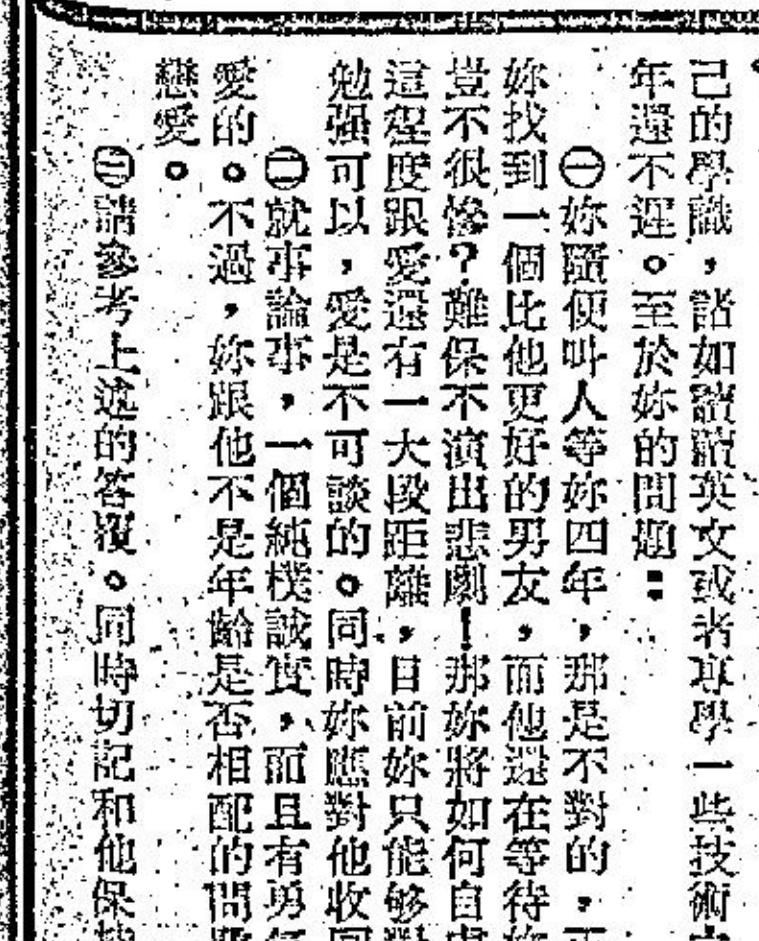 己的學識，諸如讀讀英文或者專學一些技術
年還不遲。至於妳的問題：
㊀妳隨便叫人等妳四年，那是不對的，
妳找到一個比他更好的男友，而他還在等待
豈不很慘？難保不演出悲劇！那妳將如何自處
這程度跟愛還有一大段距離，目前妳只能够對
勉强可以，愛是不可談的。同時妳應對他收回
㊁就事論事，一個純樸誠實，而且有勇氣
愛的。不過，妳跟他不是年齡是否相配的問題
戀愛。
㊂請參考上述的答覆。同時切記和他保持